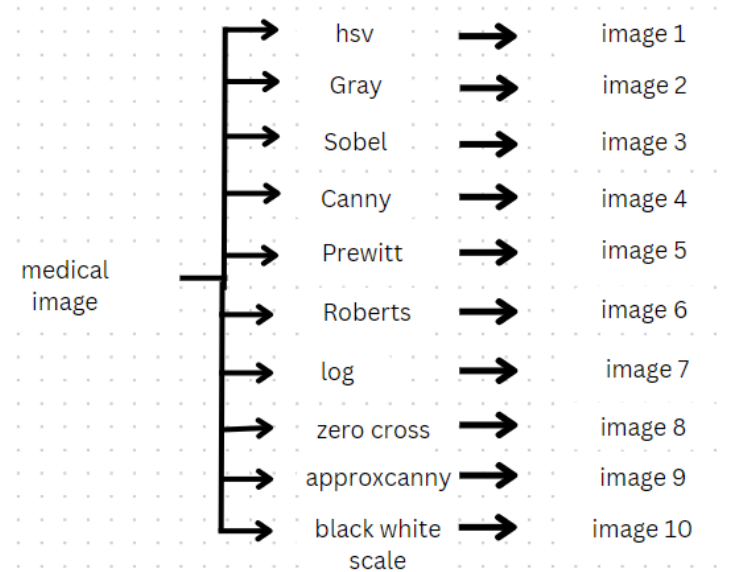 hsv image 1
Gray image 2
Sobel image 3
Canny image 4
Prewitt image 5
medical
image
Roberts image 6
log image 7
zero cross image 8
approxcanny image 9
black white image 10
scale